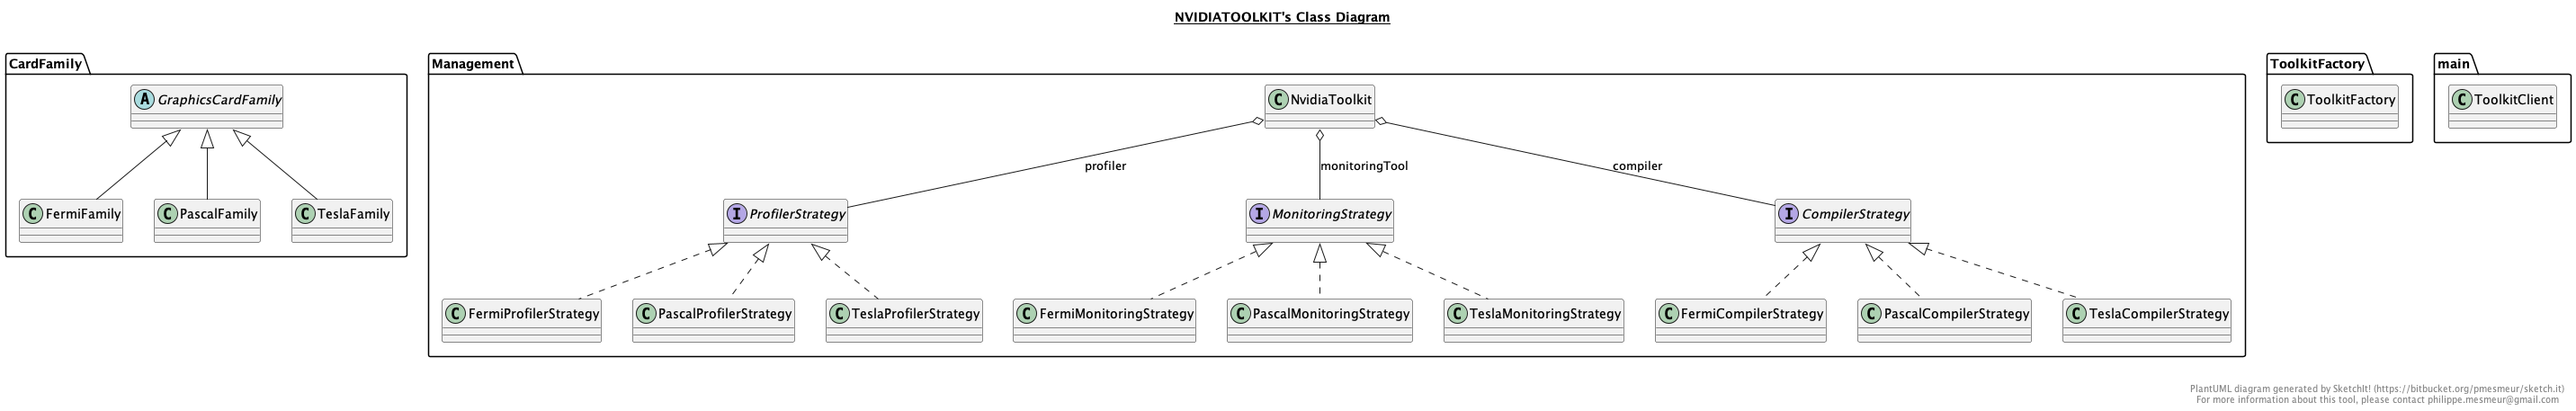 NVIDIATOOLKIT's Class Diagram
CardFamily
A GraphicsCardFamily
C FermiFamily
C PascalFamily
C TeslaFamily
Management
C NvidiaToolkit
profiler
monitoringTool
compiler
I ProfilerStrategy
I MonitoringStrategy
I CompilerStrategy
C FermiProfilerStrategy
C PascalProfilerStrategy
C TeslaProfilerStrategy
C FermiMonitoringStrategy
C PascalMonitoringStrategy
C TeslaMonitoringStrategy
C FermiCompilerStrategy
C PascalCompilerStrategy
C TeslaCompilerStrategy
ToolkitFactory
C ToolkitFactory
main
C ToolkitClient
PlantUML diagram generated by SketchIt! (https://bitbucket.org/pmesmeur/sketch.it)
For more information about this tool, please contact philippe.mesmeur@gmail.com